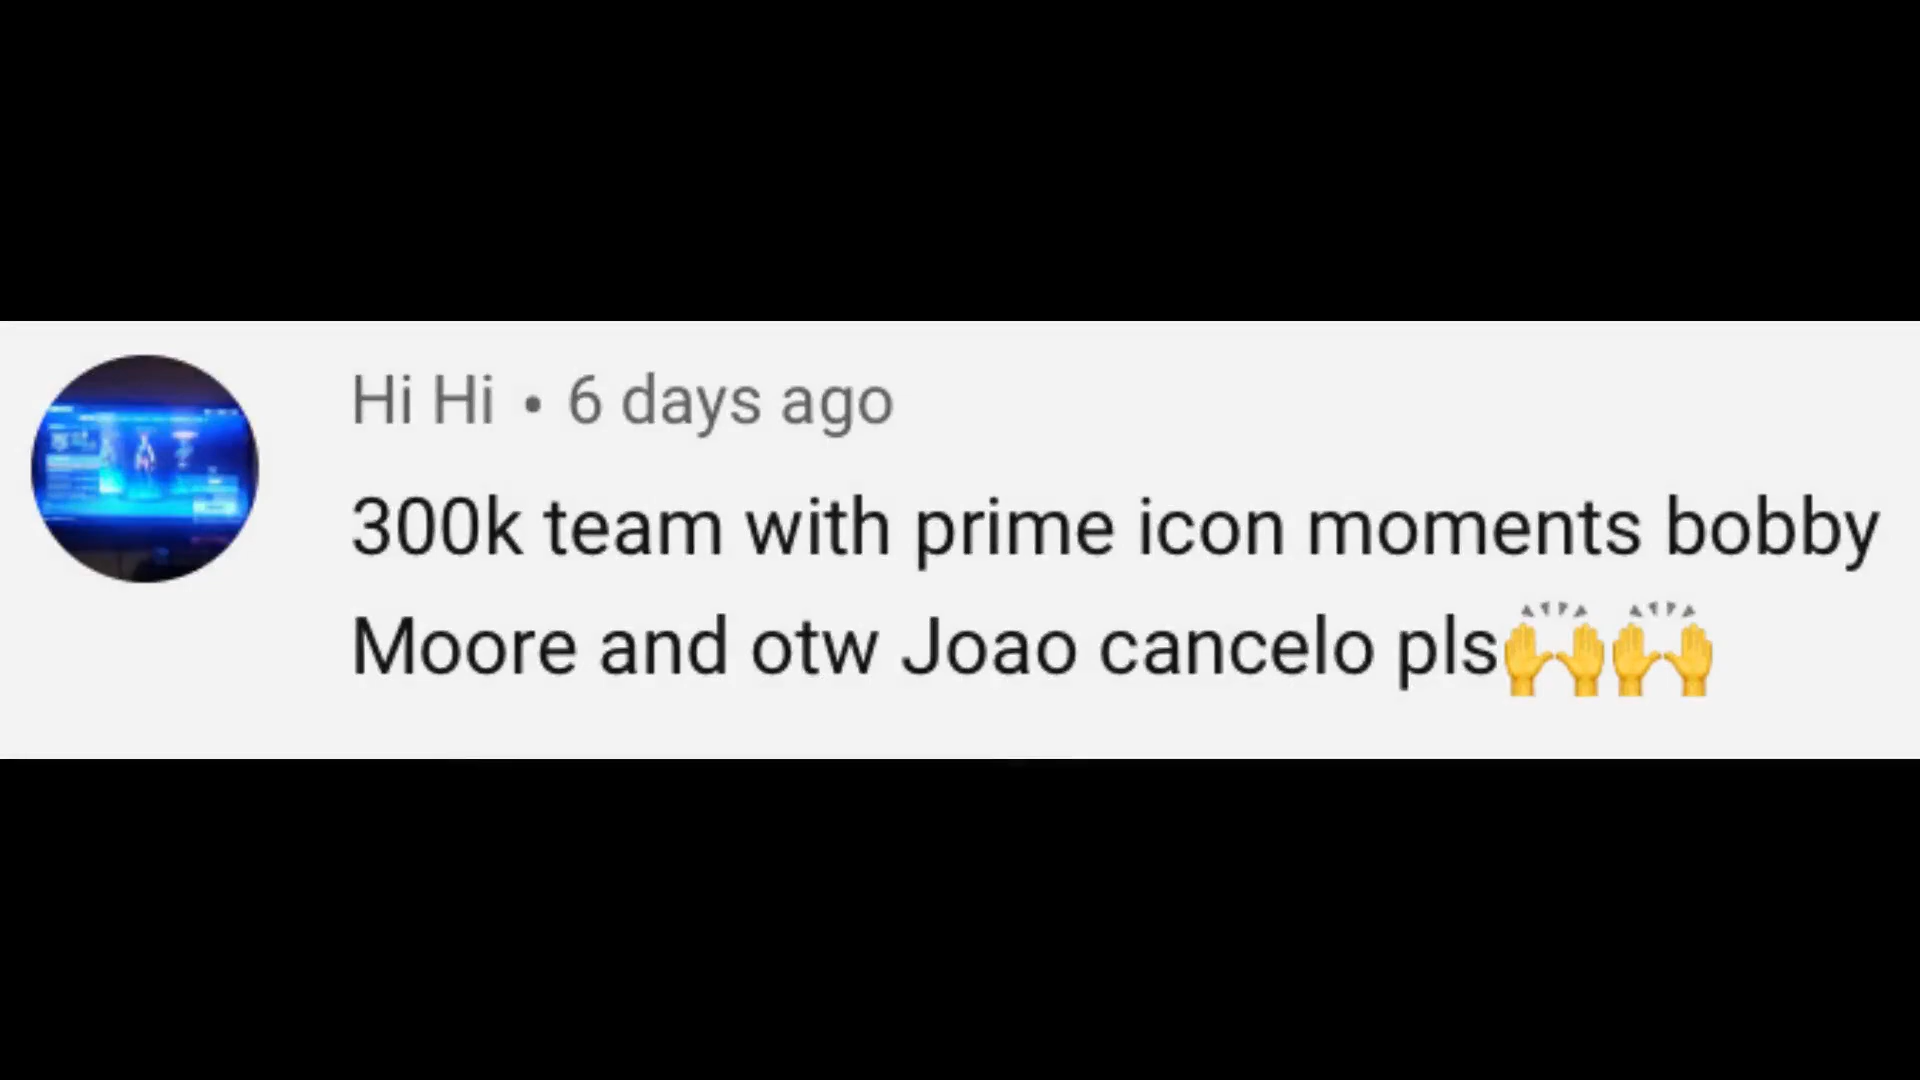 Hi Hi • 6 days ago
300k team with prime icon moments bobby
Moore and otw Joao cancelo pls🙌🙌